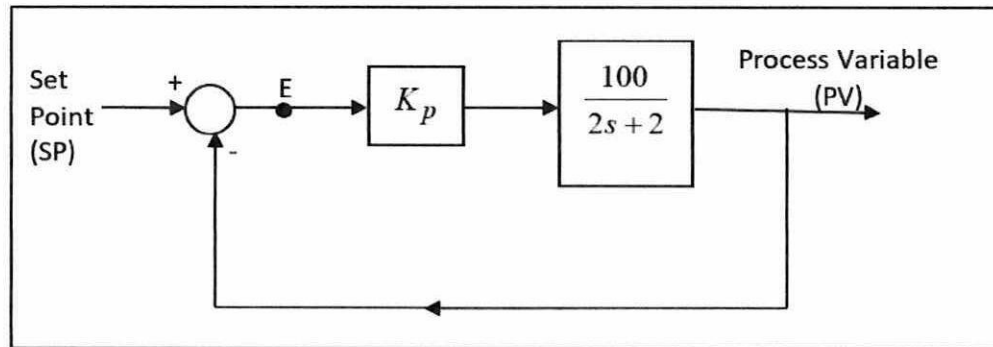 Set
Point
(SP)
+
-
E
K_p
100
2s + 2
Process Variable
(PV)